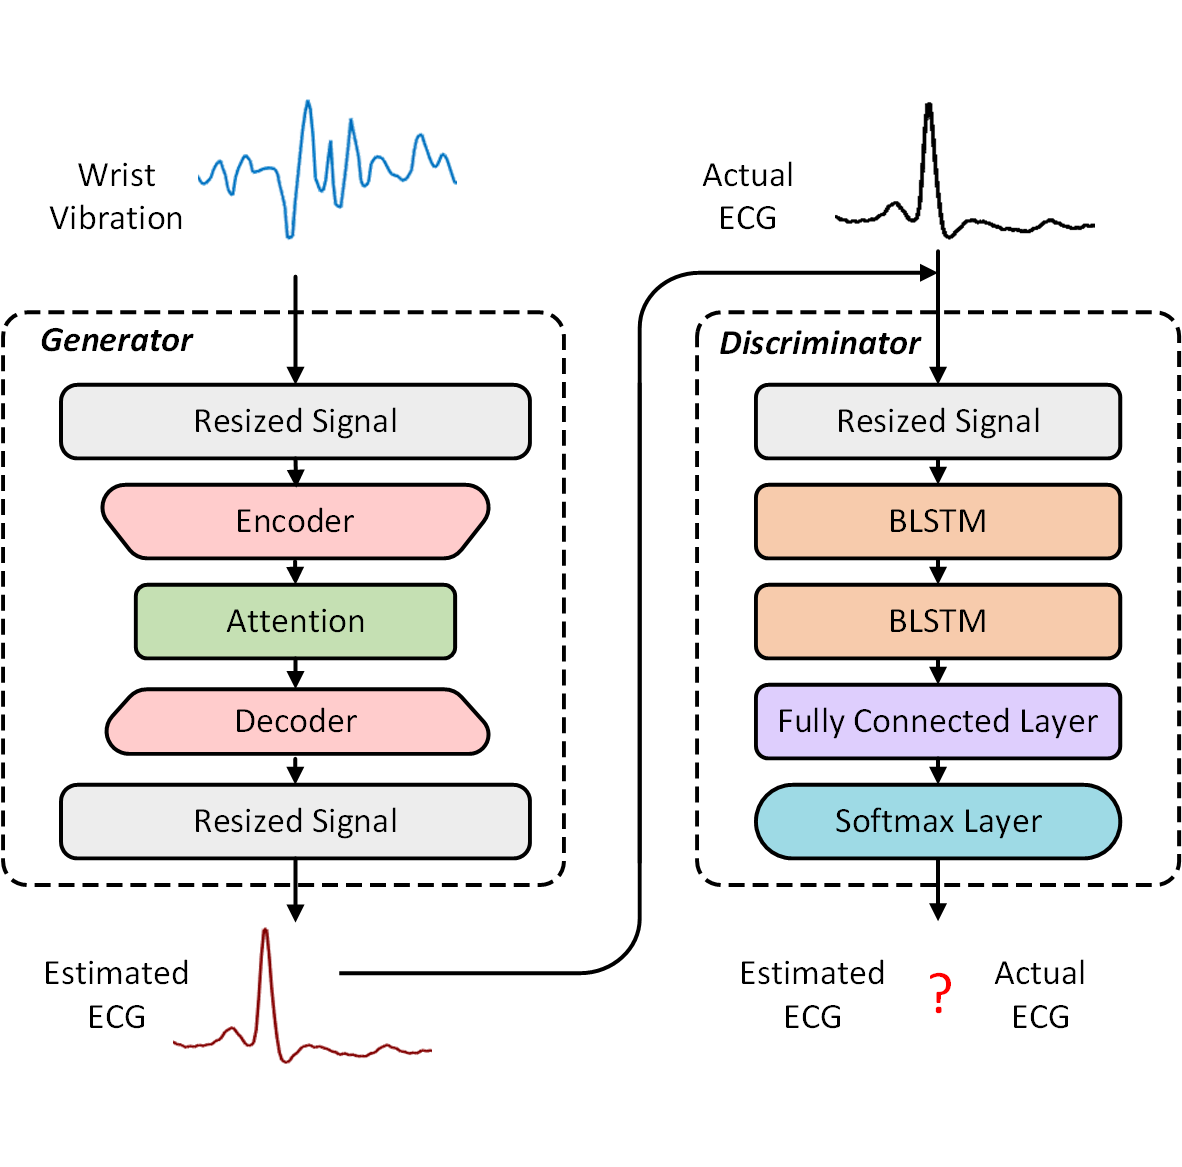 Wrist
Vibration
Generator
Resized Signal
Encoder
Attention
Decoder
Resized Signal
Estimated
ECG
Actual
ECG
Discriminator
Resized Signal
BLSTM
BLSTM
Fully Connected Layer
Softmax Layer
Estimated
ECG
?
Actual
ECG